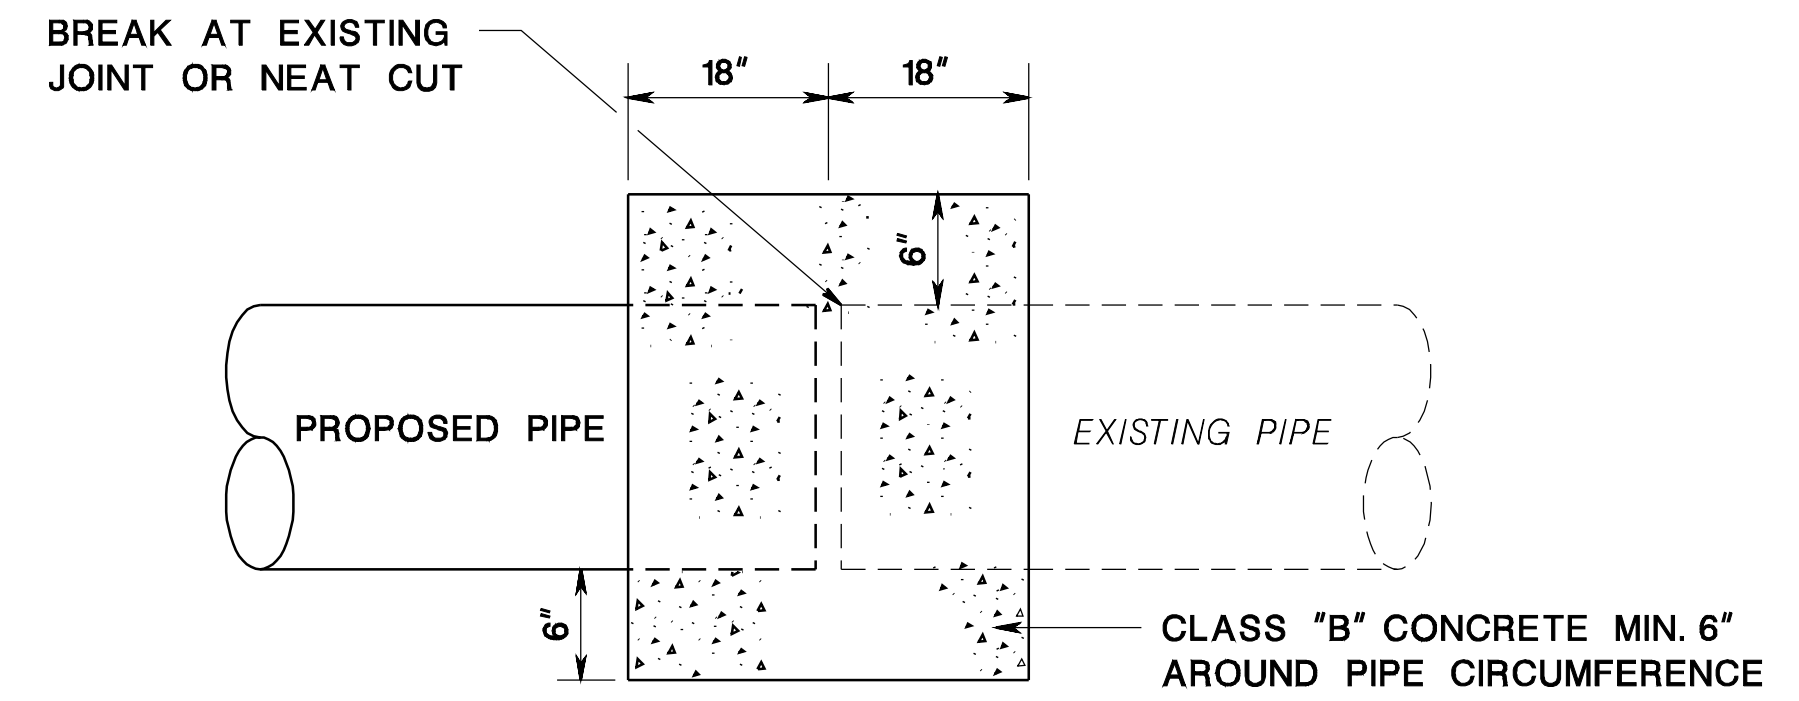 BREAK AT EXISTING
JOINT OR NEAT CUT
18"
18"
6"
PROPOSED PIPE
EXISTING PIPE
6"
CLASS "B" CONCRETE MIN. 6"
AROUND PIPE CIRCUMFERENCE